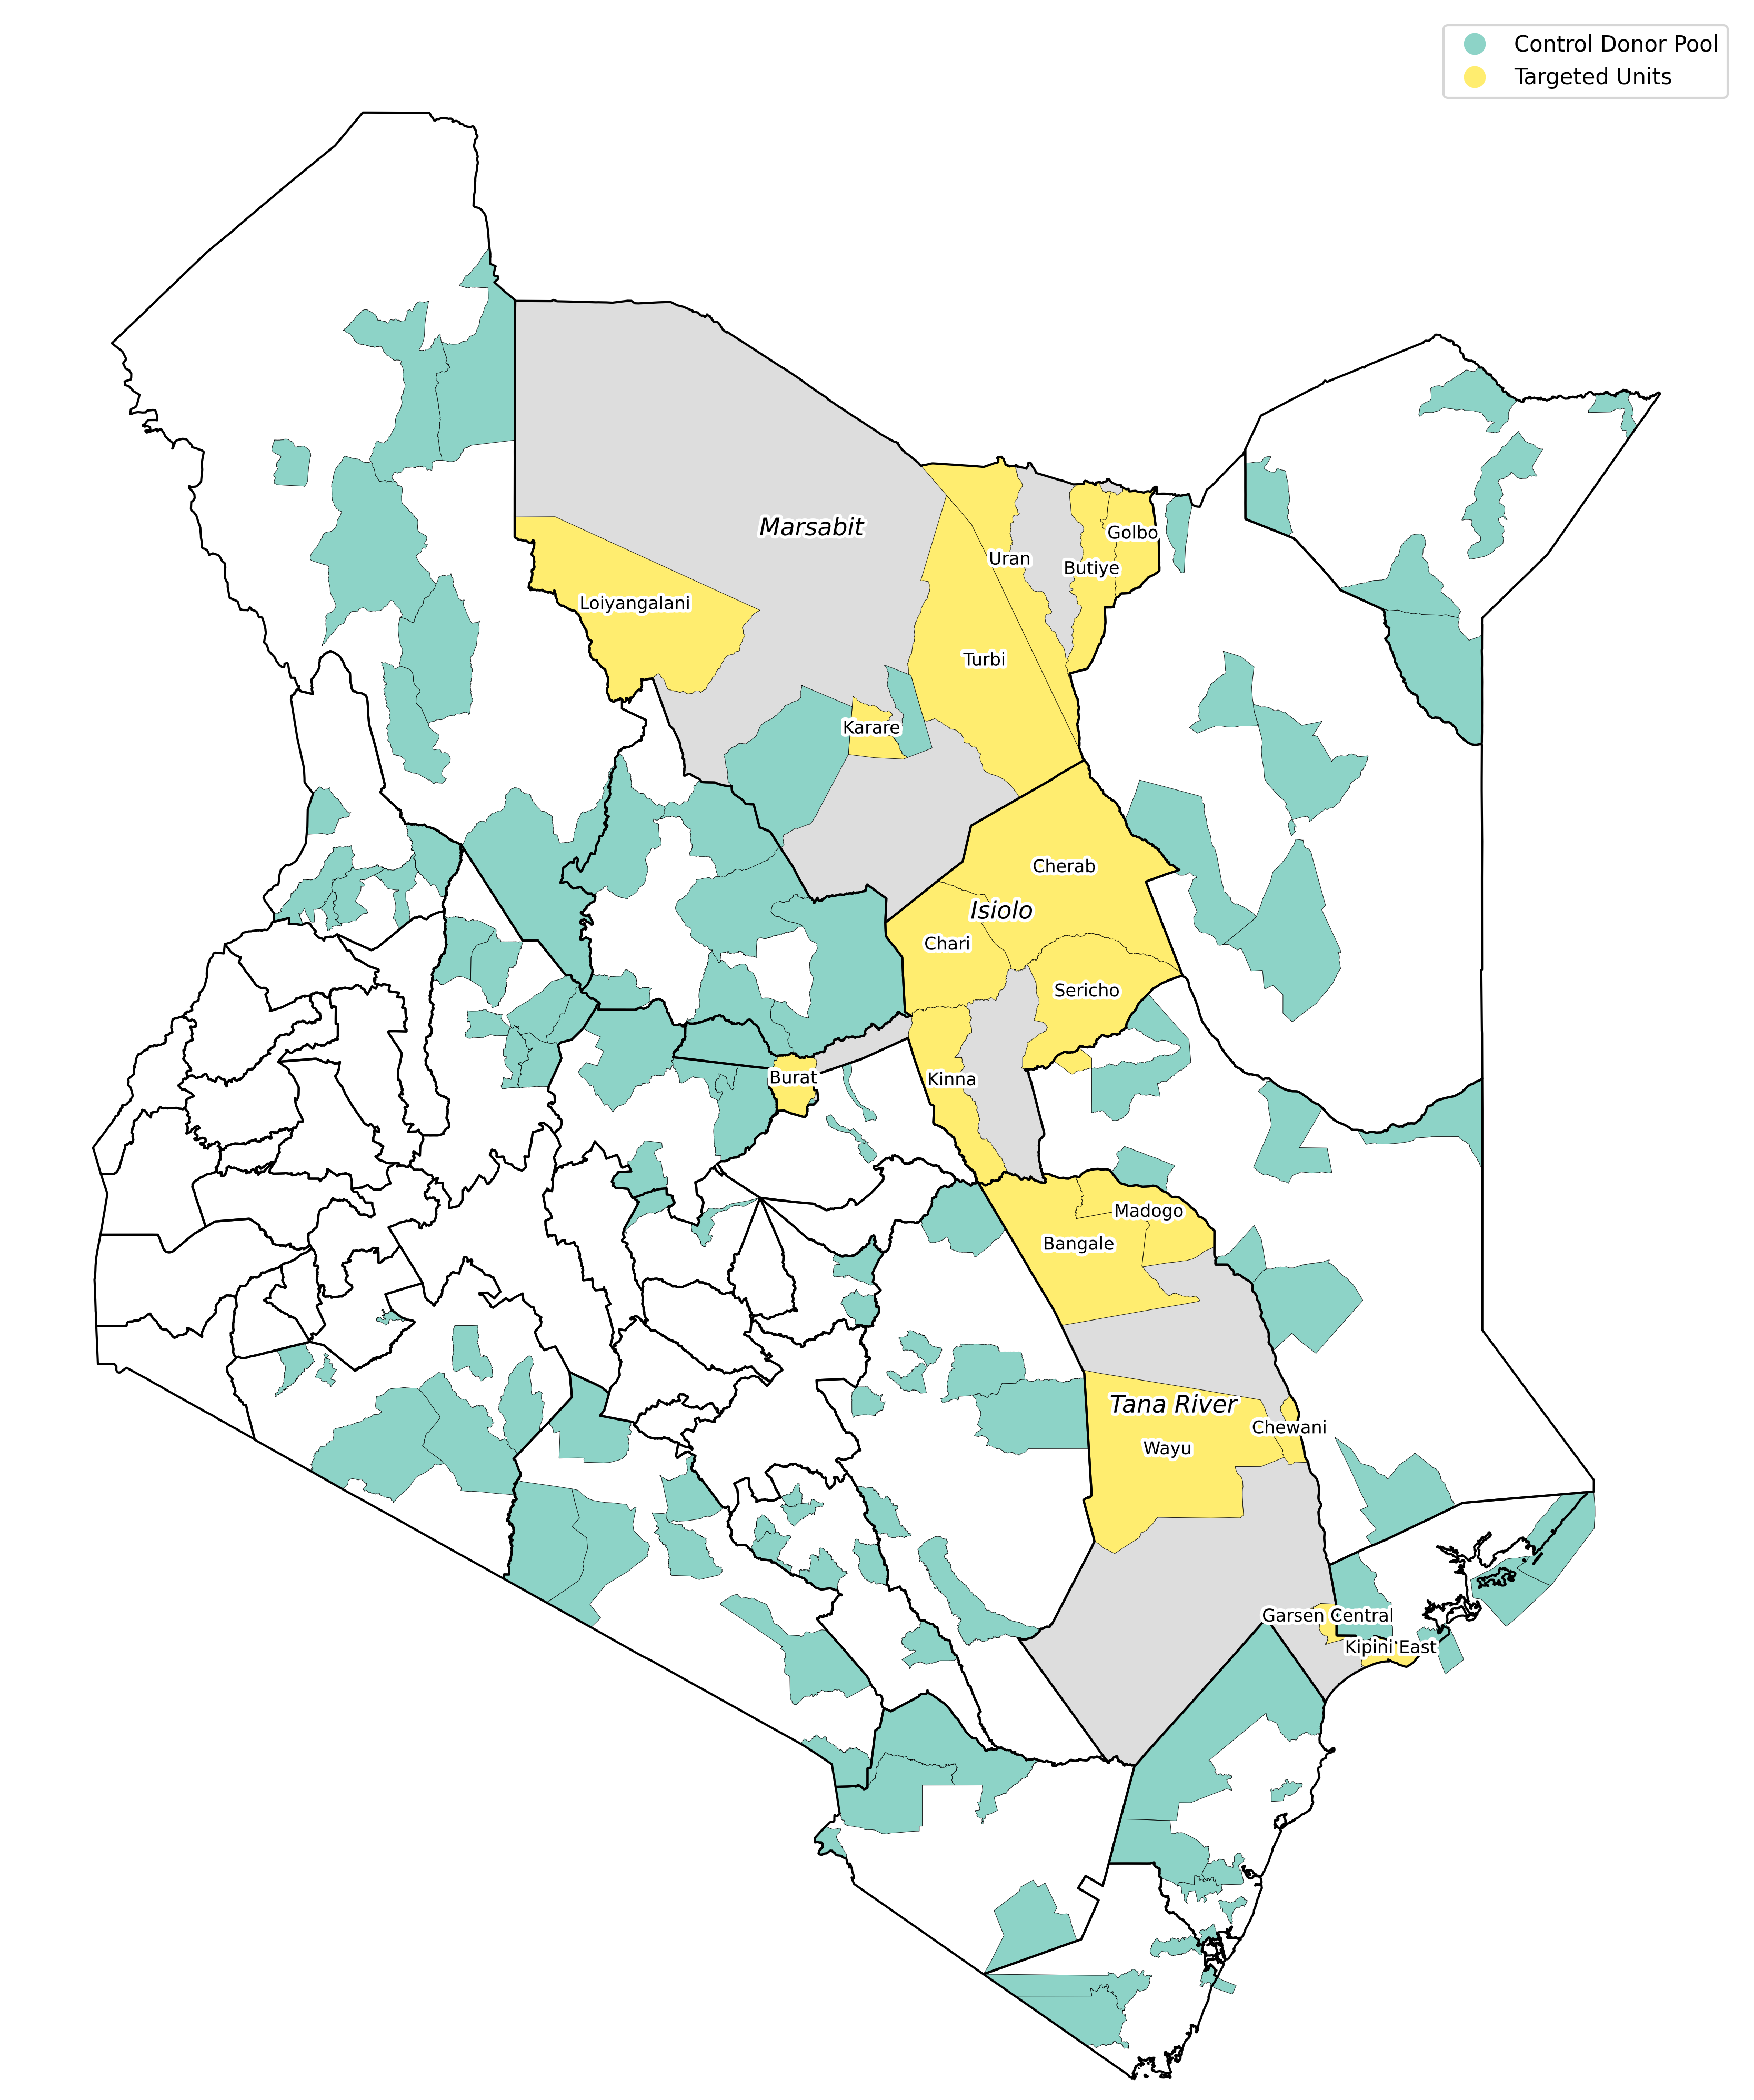 Control Donor Pool
Targeted Units
Marsabit
Golbo
Uran
Butiye
Loiyangalani
Turbi
Karare
Cherab
Isiolo
Chari
Sericho
Burat
Kinna
Madogo
Bangale
Tana River
Chewani
Wayu
Garsen Central
Kipini East